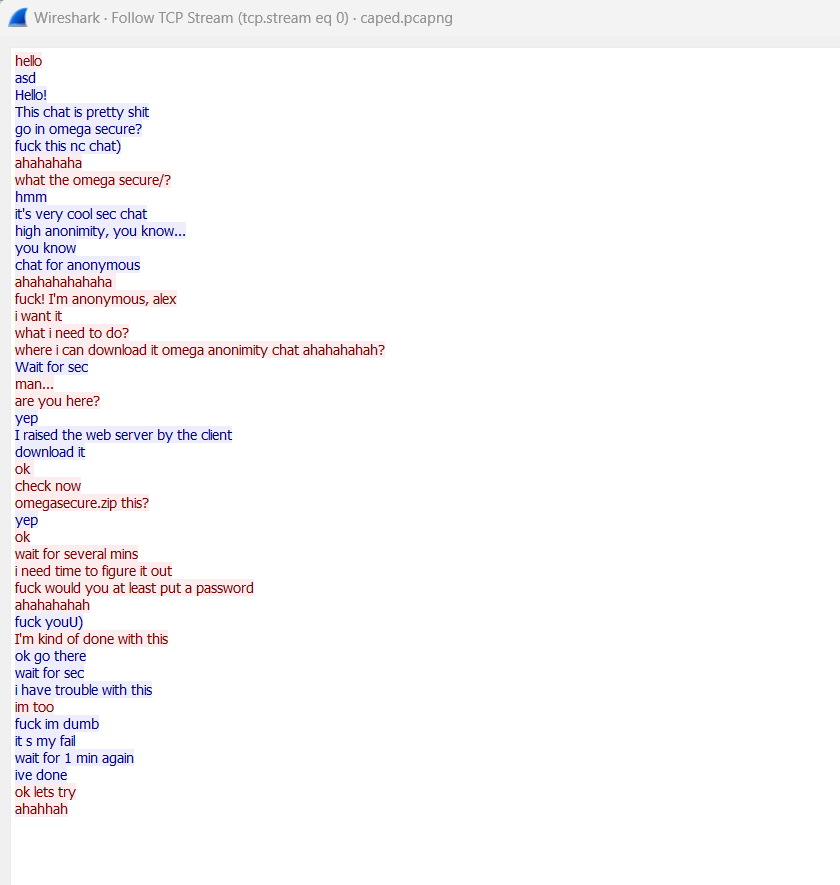 Wireshark · Follow TCP Stream (tcp.stream eq 0) · caped.pcapng
hello
asd
Hello!
This chat is pretty shit
go in omega secure?
fuck this nc chat)
ahahahaha
what the omega secure/?
hmm
it's very cool sec chat
high anonimity, you know...
you know
chat for anonymous
ahahahahahaha
fuck! I'm anonymous, alex
i want it
what i need to do?
where i can download it omega anonimity chat ahahahahah?
Wait for sec
man...
are you here?
yep
I raised the web server by the client
download it
ok
check now
omegasecure.zip this?
yep
ok
wait for several mins
i need time to figure it out
fuck would you at least put a password
ahahahahah
fuck youU)
I'm kind of done with this
ok go there
wait for sec
i have trouble with this
im too
fuck im dumb
it s my fail
wait for 1 min again
ive done
ok lets try
ahahhah